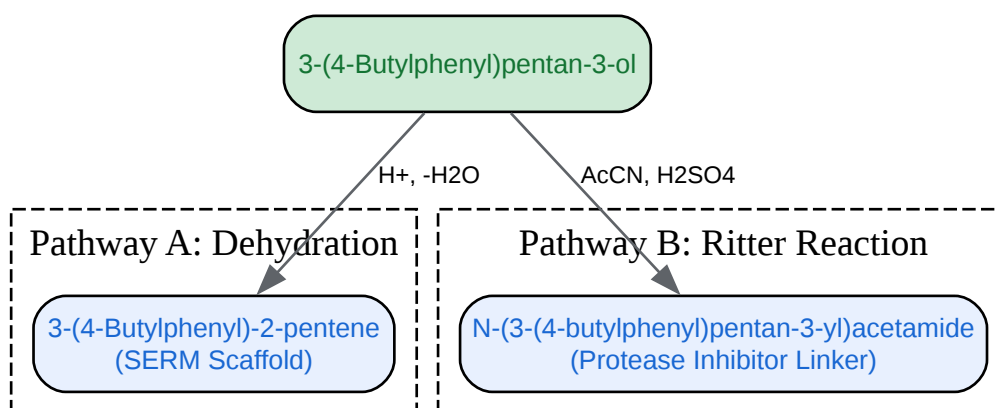 3-(4-Butylphenyl)pentan-3-ol
H+, -H2O
AcCN, H2SO4
Pathway A: Dehydration
Pathway B: Ritter Reaction
3-(4-Butylphenyl)-2-pentene
(SERM Scaffold)
N-(3-(4-butylphenyl)pentan-3-yl)acetamide
(Protease Inhibitor Linker)